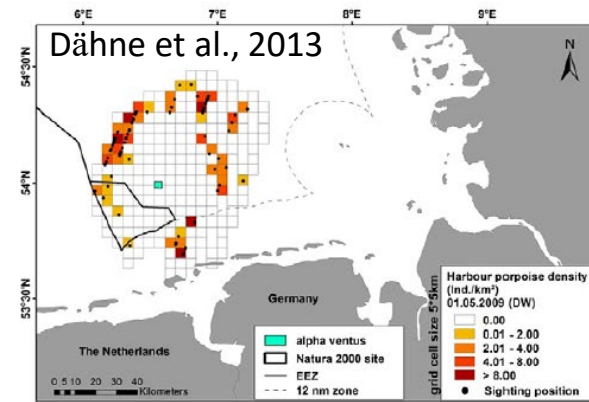 6°E 7°E 8°E 9°E
Dähne et al., 2013
N
54°30'N
54°N
53°30'N
Germany
The Netherlands
0 5 10 20 30 40
Kilometers
alpha ventus
Natura 2000 site
EEZ
12 nm zone
grid cell size 5*5km
Harbour porpoise density
(Ind./km²)
01.05.2009 (DW)
0.00
0.01 - 2.00
2.01 - 4.00
4.01 - 8.00
> 8.00
Sighting position